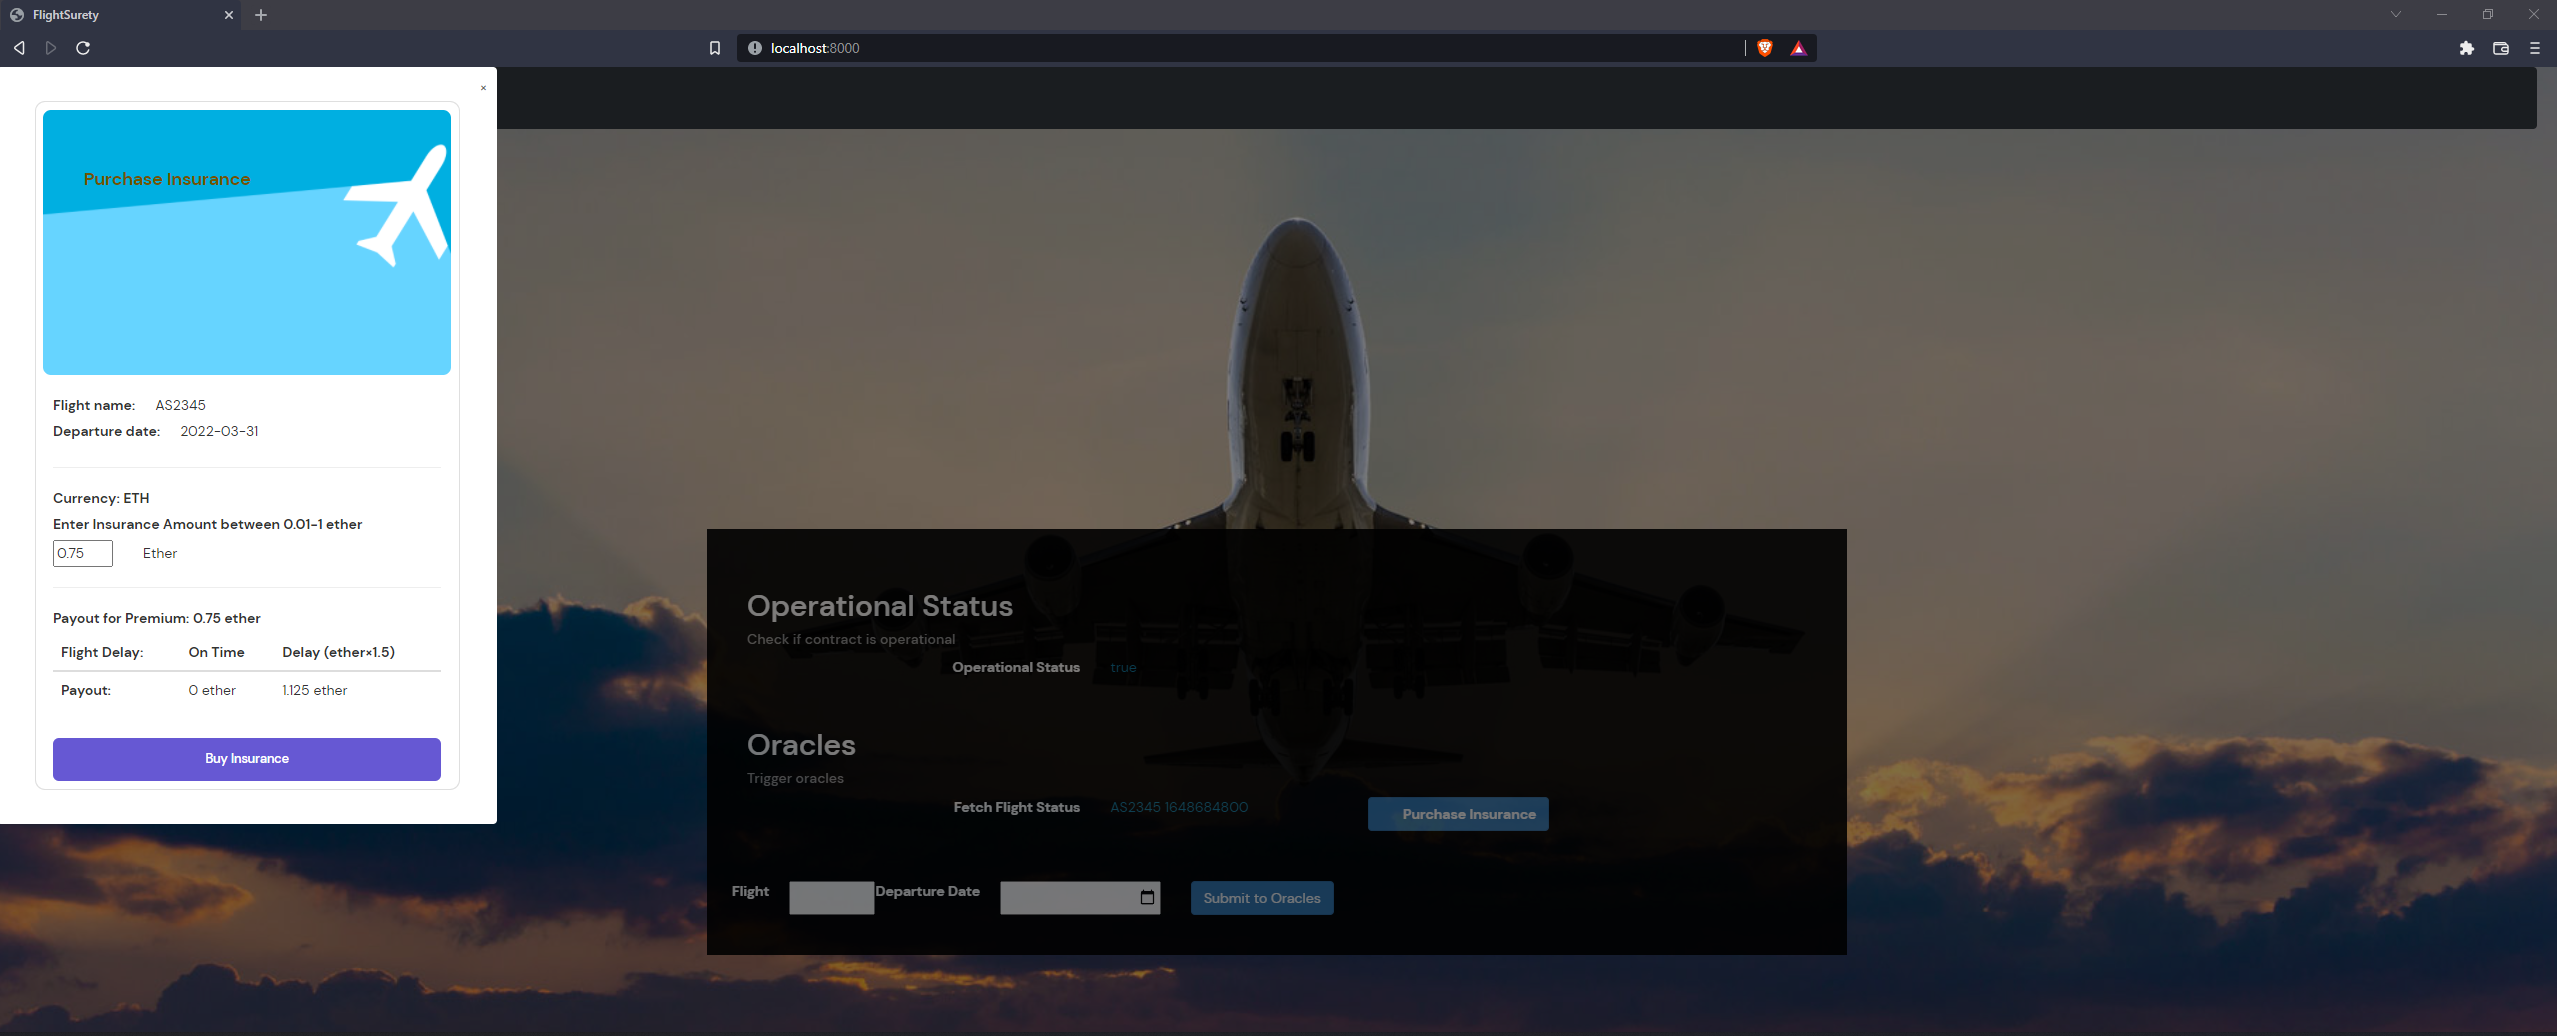 FlightSurety
localhost:8000
×
Purchase Insurance
Flight name: AS2345
Departure date: 2022-03-31
Currency: ETH
Enter Insurance Amount between 0.01-1 ether
0.75 Ether
Payout for Premium: 0.75 ether
Flight Delay: On Time Delay (ether×1.5)
Payout: 0 ether 1.125 ether
Buy Insurance
Operational Status
Check if contract is operational
Operational Status true
Oracles
Trigger oracles
Fetch Flight Status AS2345 1648684800 Purchase Insurance
Flight Departure Date Submit to Oracles